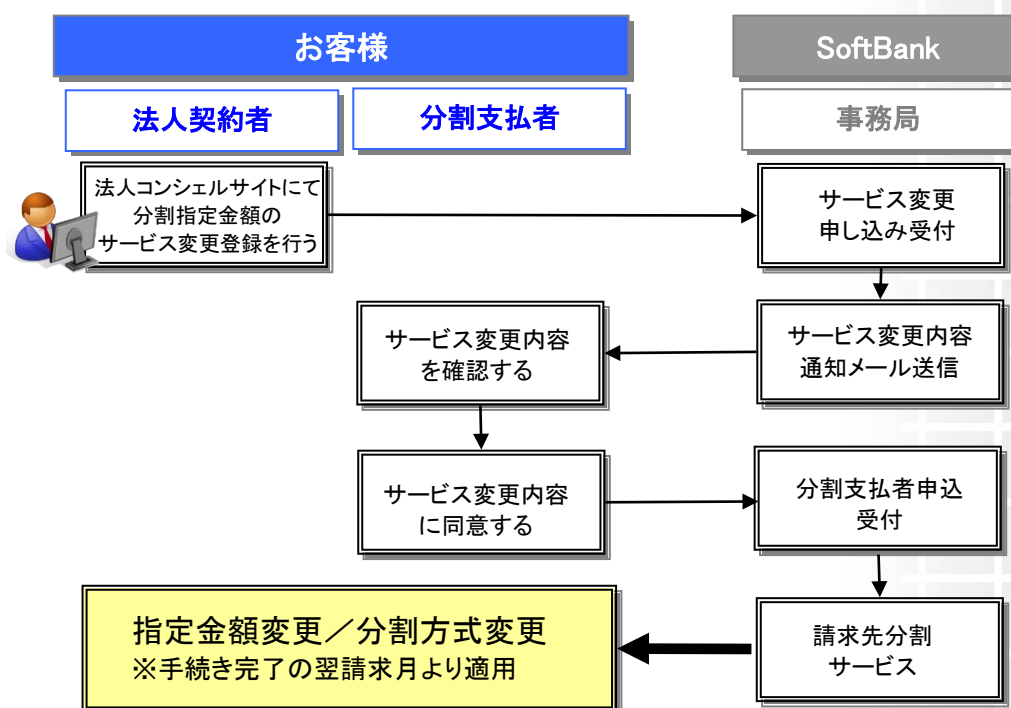 お客様
SoftBank
法人契約者
分割支払者
事務局
法人コンシェルサイトにて
分割指定金額の
サービス変更登録を行う
サービス変更
申し込み受付
サービス変更内容
通知メール送信
サービス変更内容
を確認する
サービス変更内容
に同意する
分割支払者申込
受付
請求先分割
サービス
指定金額変更／分割方式変更
※手続き完了の翌請求月より適用